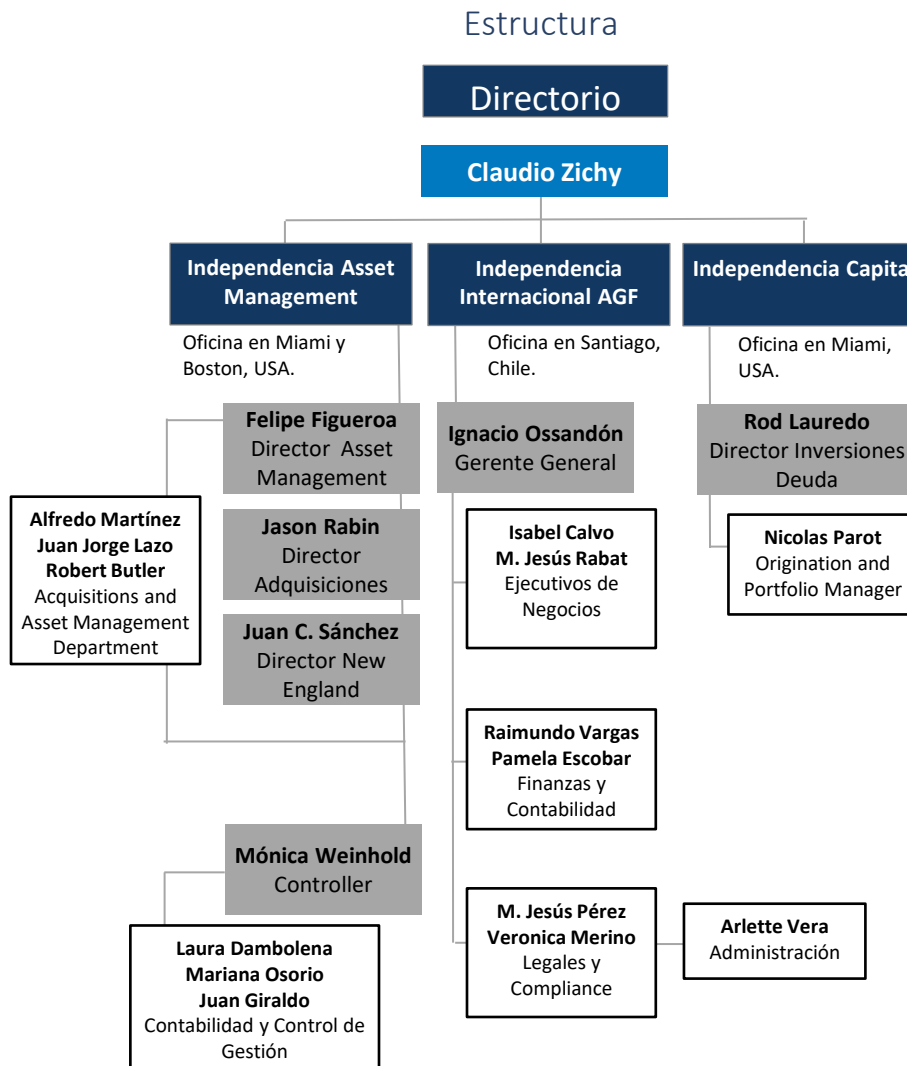 Estructura
Directorio
Claudio Zichy
Independencia Asset
Management
Oficina en Miami y
Boston, USA.
Felipe Figueroa
Director Asset
Management
Alfredo Martínez
Juan Jorge Lazo
Robert Butler
Acquisitions and
Asset Management
Department
Jason Rabin
Director
Adquisiciones
Juan C. Sánchez
Director New
England
Mónica Weinhold
Controller
Laura Dambolena
Mariana Osorio
Juan Giraldo
Contabilidad y Control de
Gestión
Independencia
Internacional AGF
Oficina en Santiago,
Chile.
Ignacio Ossandón
Gerente General
Isabel Calvo
M. Jesús Rabat
Ejecutivos de
Negocios
Raimundo Vargas
Pamela Escobar
Finanzas y
Contabilidad
M. Jesús Pérez
Veronica Merino
Legales y
Compliance
Arlette Vera
Administración
Independencia Capita
Oficina en Miami,
USA.
Rod Lauredo
Director Inversiones
Deuda
Nicolas Parot
Origination and
Portfolio Manager